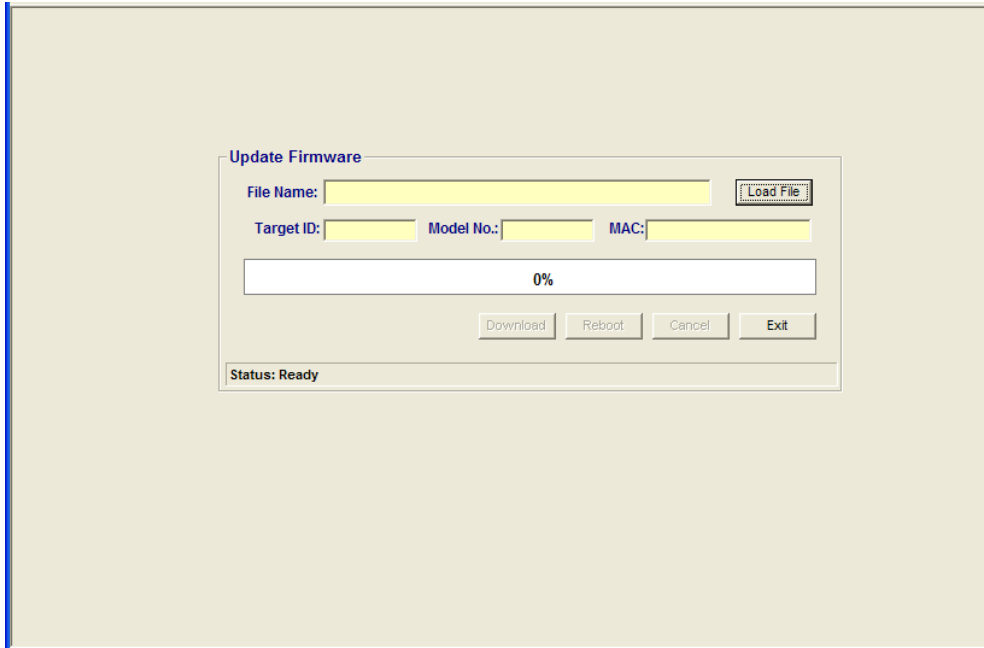 Update Firmware
File Name: Load File
Target ID: Model No.: MAC:
0%
Download Reboot Cancel Exit
Status: Ready